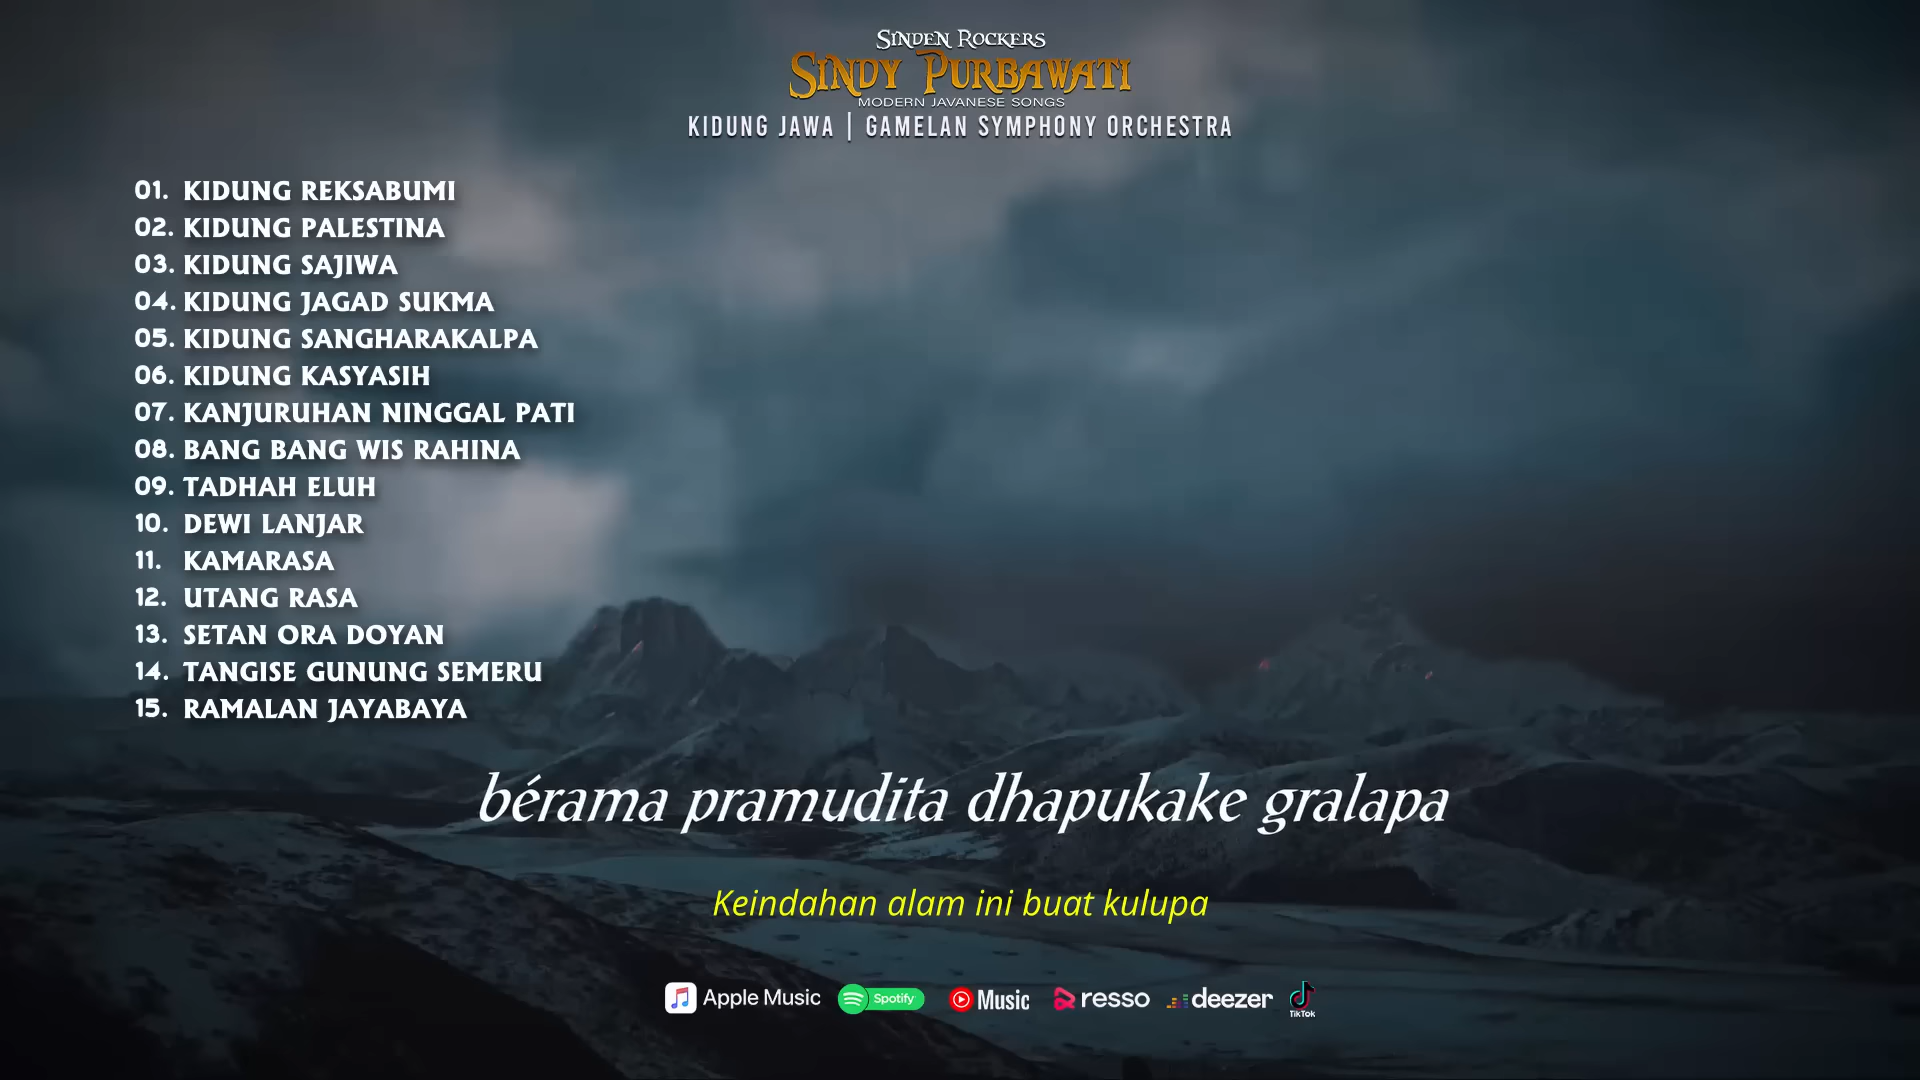 SINDEN ROCKERS
SINDY PURBAWATI
MODERN JAVANESE SONGS
KIDUNG JAWA | GAMELAN SYMPHONY ORCHESTRA
01. KIDUNG REKSABUMI
02. KIDUNG PALESTINA
03. KIDUNG SAJIWA
04. KIDUNG JAGAD SUKMA
05. KIDUNG SANGHARAKALPA
06. KIDUNG KASYASIH
07. KANJURUHAN NINGGAL PATI
08. BANG BANG WIS RAHINA
09. TADHAH ELUH
10. DEWI LANJAR
11. KAMARASA
12. UTANG RASA
13. SETAN ORA DOYAN
14. TANGISE GUNUNG SEMERU
15. RAMALAN JAYABAYA
bérama pramudita dhapukake gralapa
Keindahan alam ini buat kulupa
Apple Music Spotify Music resso deezer TikTok